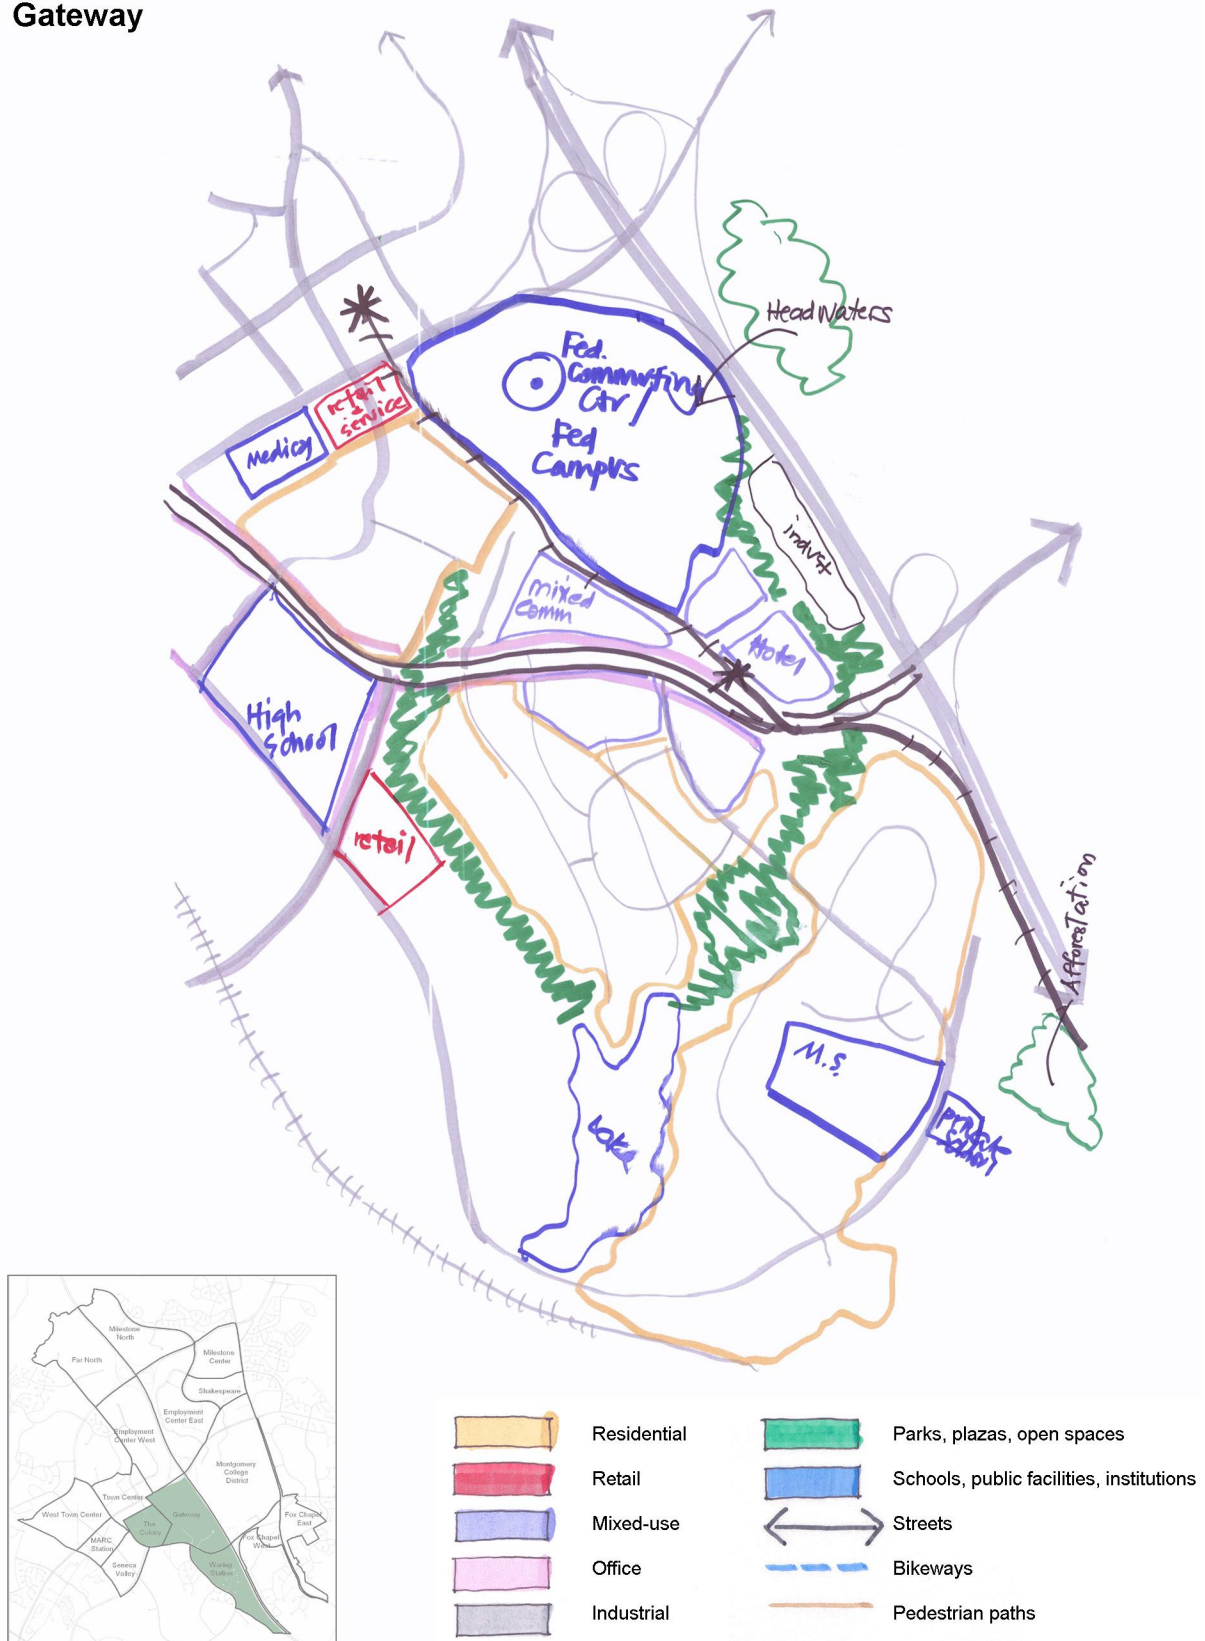 Gateway
HeadWaters
Fed.
Commuting
Ctr/
Fed
Campus
retail
service
Medical
indust
mixed
Comm
Hotel
High
School
retail
Afforestation
M.S.
Private
School
Lake
Milestone
North
Far North
Milestone
Center
Shakespeare
Employment
Center East
Employment
Center West
Montgomery
College
District
Town Center
West Town Center
Gateway
The
Colony
Fox Chapel
East
MARC
Station
Fox Chapel
West
Seneca
Valley
Waring
Station
Residential
Retail
Mixed-use
Office
Industrial
Parks, plazas, open spaces
Schools, public facilities, institutions
Streets
Bikeways
Pedestrian paths